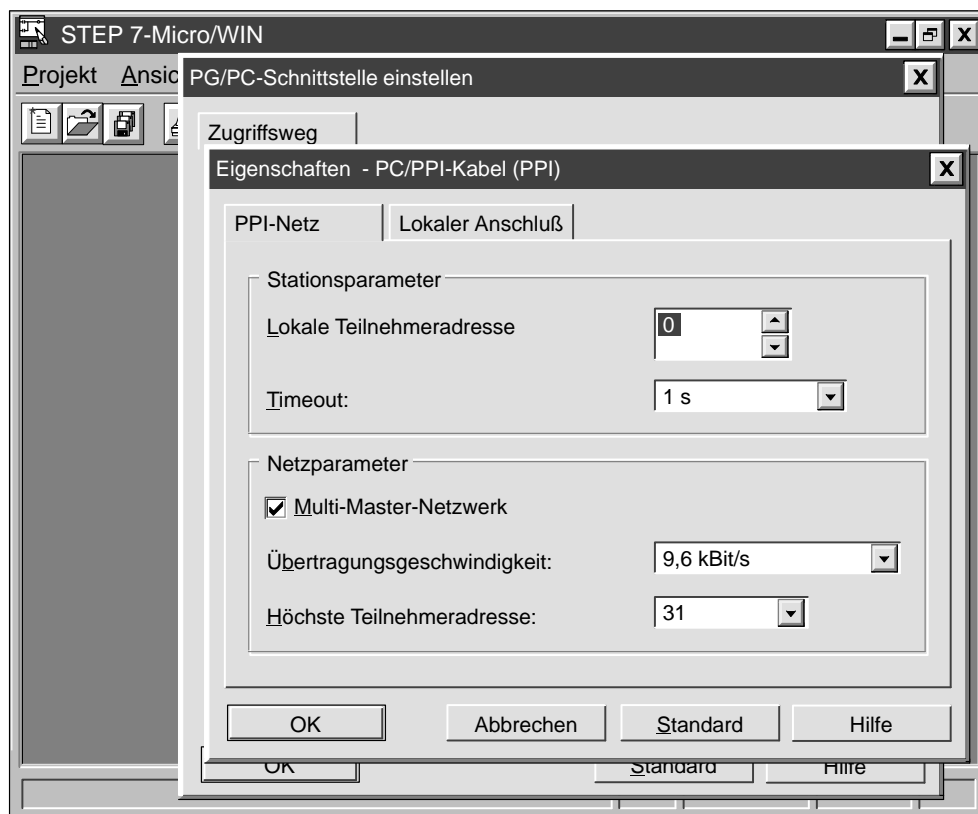 STEP 7-Micro/WIN
Projekt Ansic
PG/PC-Schnittstelle einstellen
Zugriffsweg
Eigenschaften - PC/PPI-Kabel (PPI)
PPI-Netz
Lokaler Anschluß
Stationsparameter
Lokale Teilnehmeradresse
0
Timeout:
1 s
Netzparameter
Multi-Master-Netzwerk
Übertragungsgeschwindigkeit:
9,6 kBit/s
Höchste Teilnehmeradresse:
31
OK
Abbrechen
Standard
Hilfe
OK
Standard
Hilfe